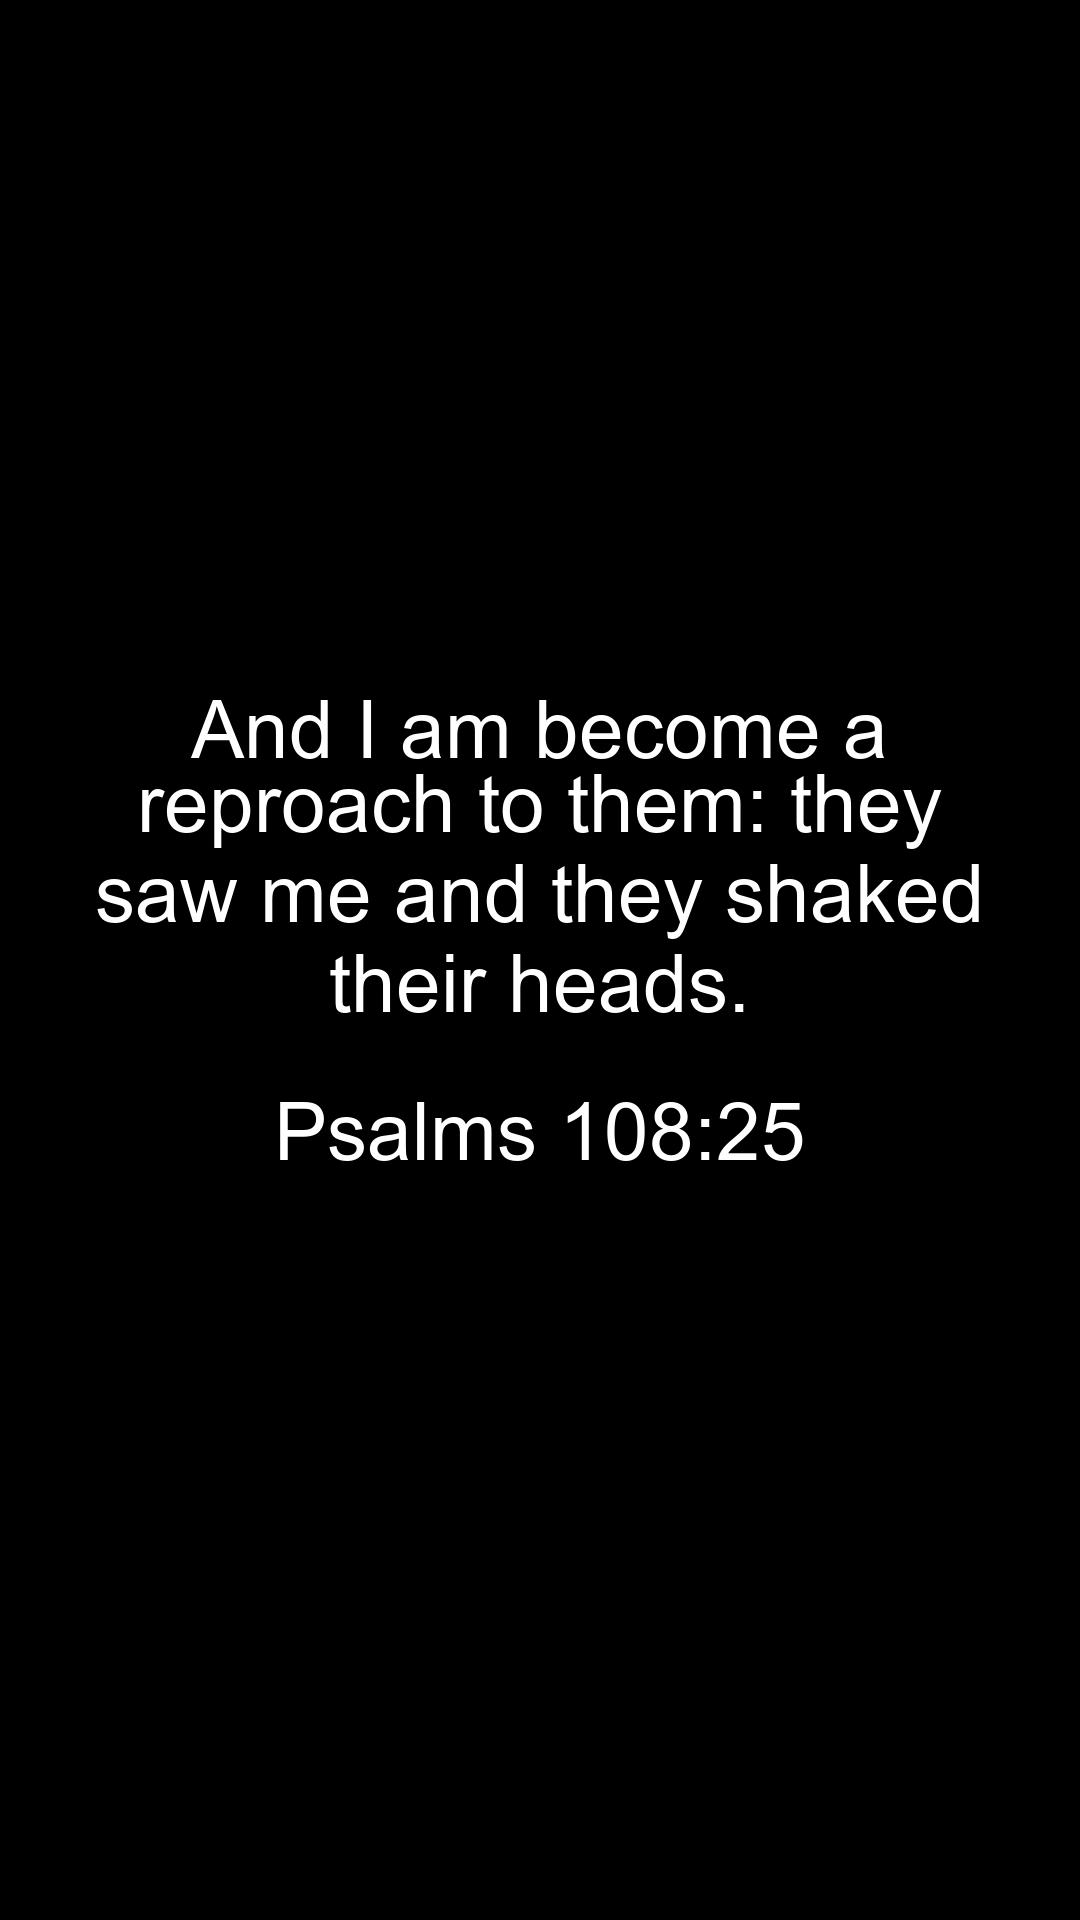 And I am become a
reproach to them: they
saw me and they shaked
their heads.
Psalms 108:25